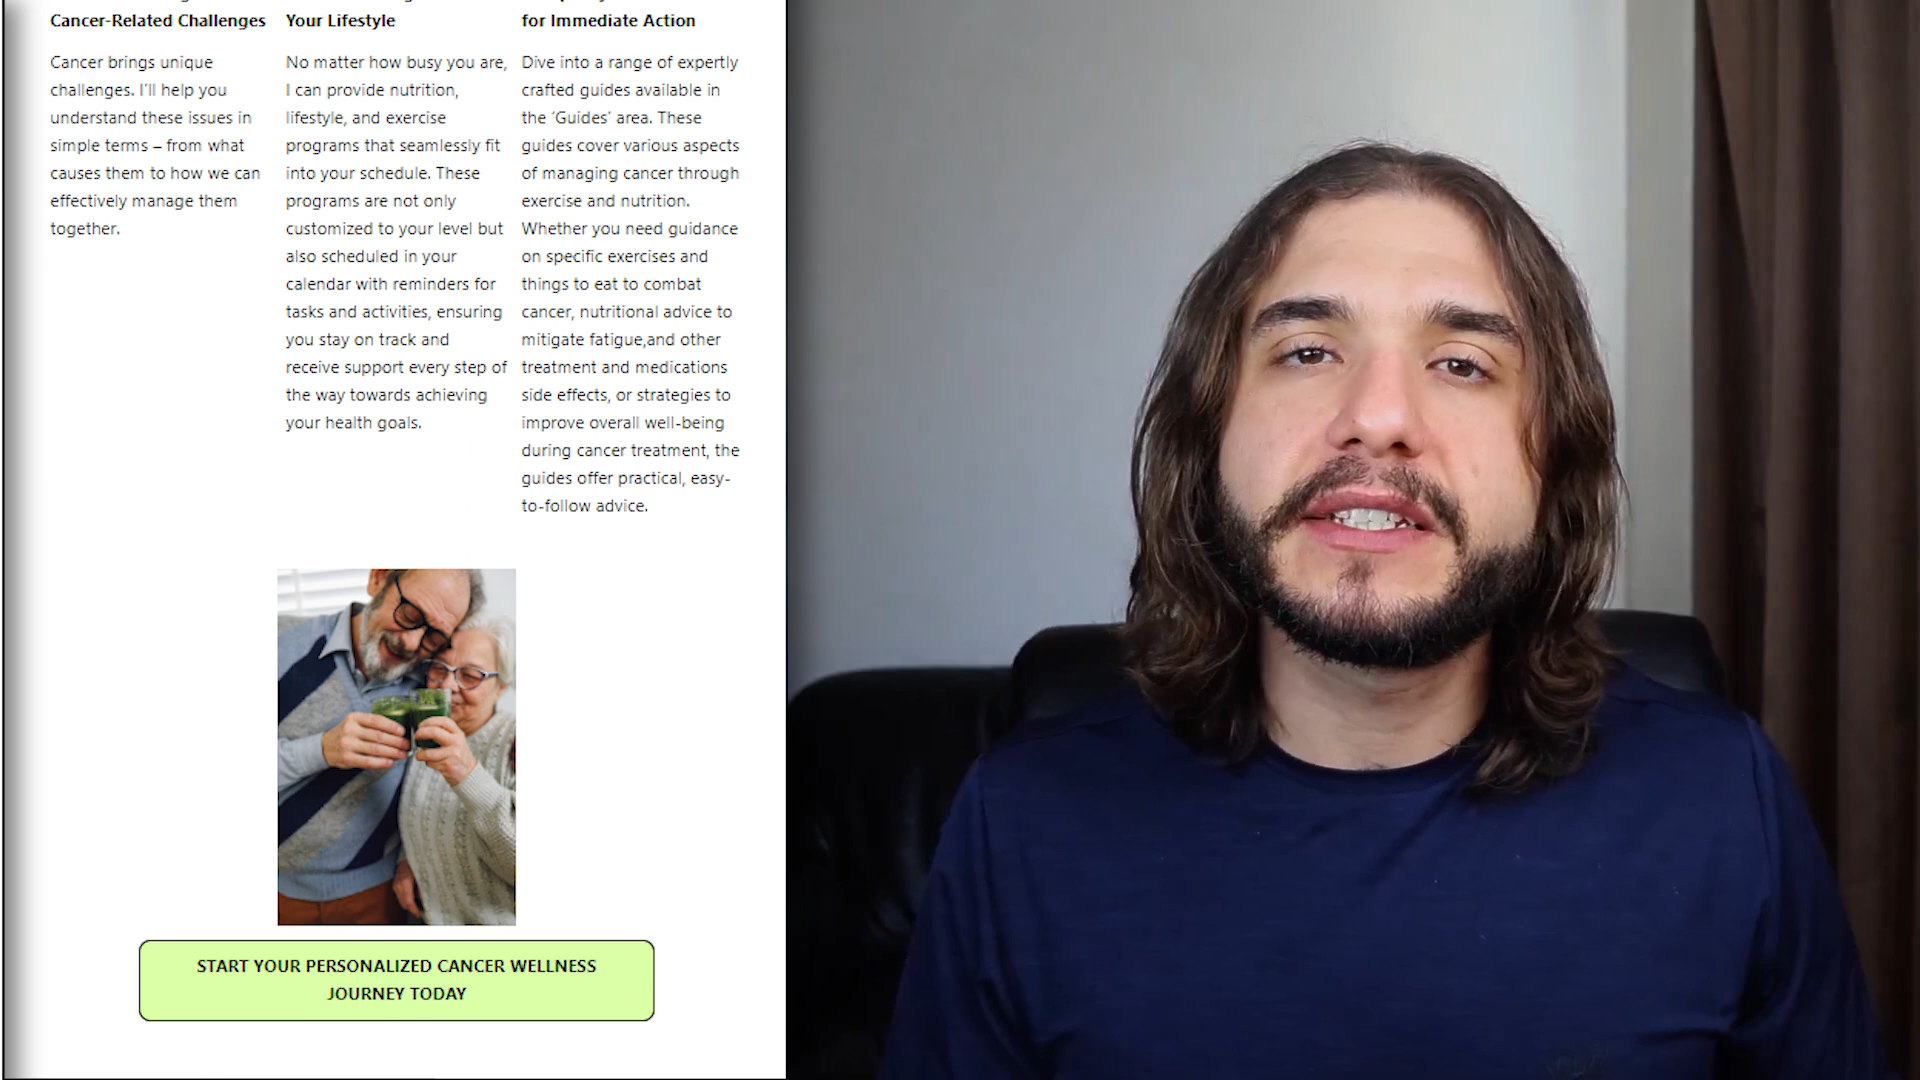 Cancer-Related Challenges
Cancer brings unique
challenges. I'll help you
understand these issues in
simple terms – from what
causes them to how we can
effectively manage them
together.
Your Lifestyle
No matter how busy you are,
I can provide nutrition,
lifestyle, and exercise
programs that seamlessly fit
into your schedule. These
programs are not only
customized to your level but
also scheduled in your
calendar with reminders for
tasks and activities, ensuring
you stay on track and
receive support every step of
the way towards achieving
your health goals.
for Immediate Action
Dive into a range of expertly
crafted guides available in
the ‘Guides’ area. These
guides cover various aspects
of managing cancer through
exercise and nutrition.
Whether you need guidance
on specific exercises and
things to eat to combat
cancer, nutritional advice to
mitigate fatigue,and other
treatment and medications
side effects, or strategies to
improve overall well-being
during cancer treatment, the
guides offer practical, easy-
to-follow advice.
START YOUR PERSONALIZED CANCER WELLNESS
JOURNEY TODAY